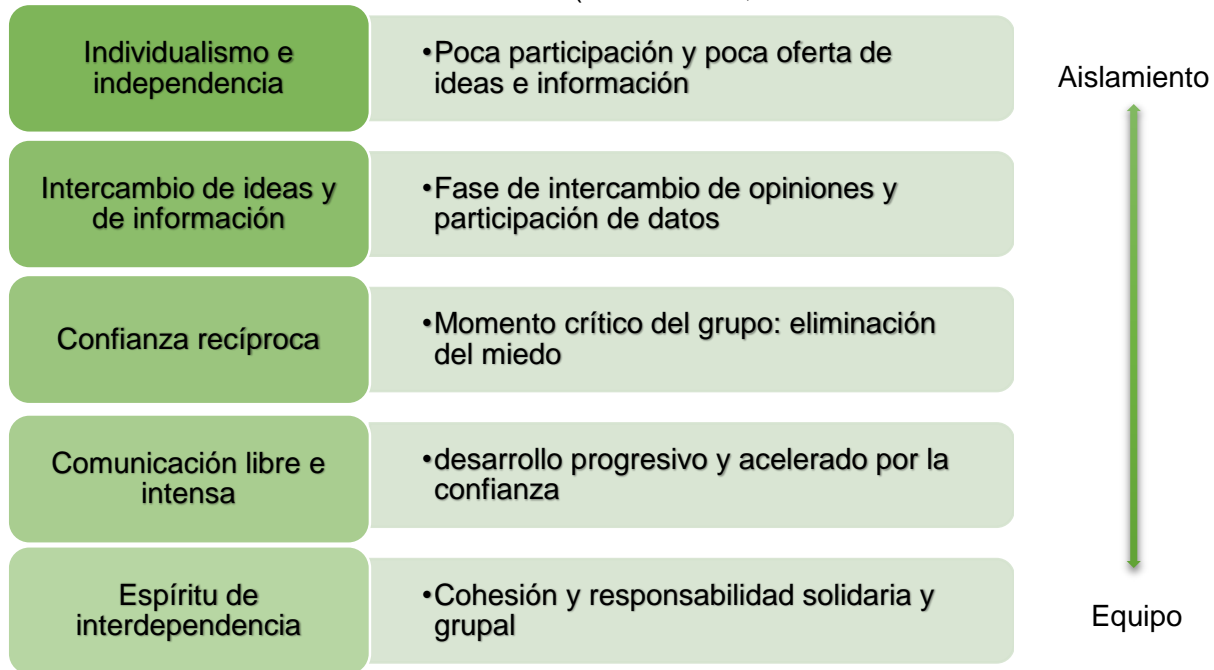 Individualismo e
independencia
•Poca participación y poca oferta de
ideas e información
Aislamiento
Intercambio de ideas y
de información
•Fase de intercambio de opiniones y
participación de datos
Confianza recíproca
•Momento crítico del grupo: eliminación
del miedo
Comunicación libre e
intensa
•desarrollo progresivo y acelerado por la
confianza
Espíritu de
interdependencia
•Cohesión y responsabilidad solidaria y
grupal
Equipo